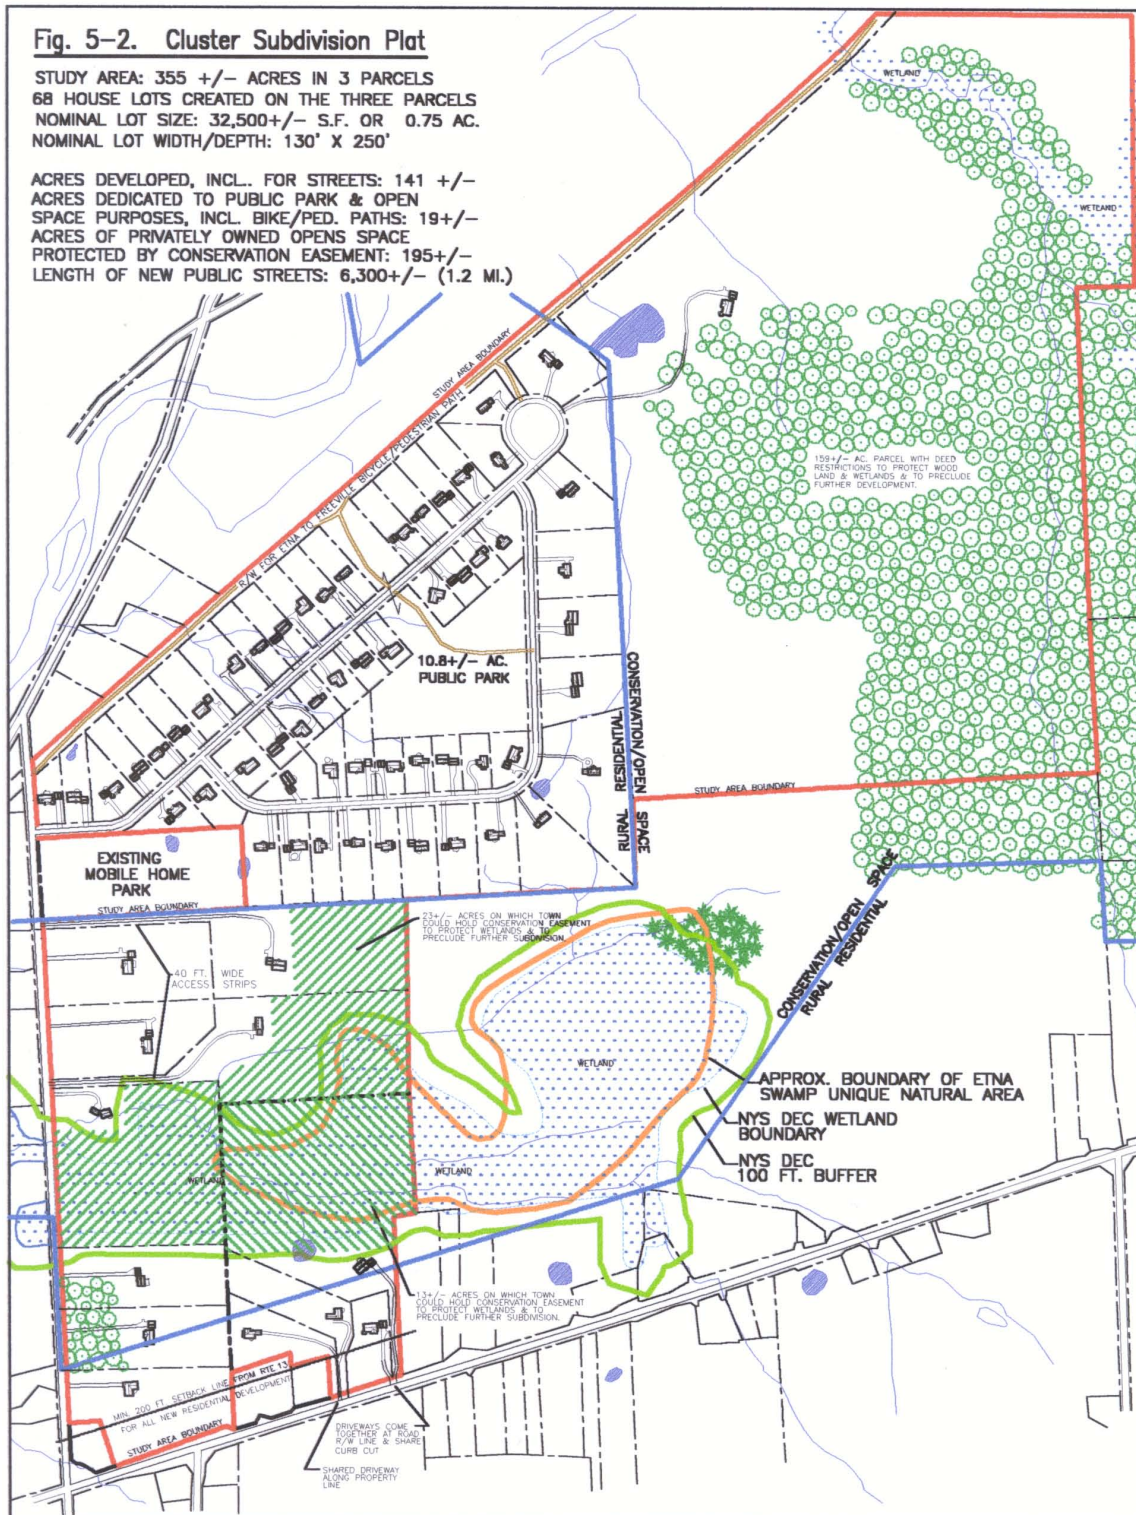 Fig. 5-2. Cluster Subdivision Plat
STUDY AREA: 355 +/- ACRES IN 3 PARCELS
68 HOUSE LOTS CREATED ON THE THREE PARCELS
NOMINAL LOT SIZE: 32,500+/- S.F. OR 0.75 AC.
NOMINAL LOT WIDTH/DEPTH: 130' X 250'
ACRES DEVELOPED, INCL. FOR STREETS: 141 +/-
ACRES DEDICATED TO PUBLIC PARK & OPEN
SPACE PURPOSES, INCL. BIKE/PED. PATHS: 19+/-
ACRES OF PRIVATELY OWNED OPENS SPACE
PROTECTED BY CONSERVATION EASEMENT: 195+/-
LENGTH OF NEW PUBLIC STREETS: 6,300+/- (1.2 MI.)
WETLAND
WETLAND
STUDY AREA BOUNDARY
R/W FOR ETNA TO FREEVILLE BICYCLE/PEDESTRIAN PATH
159+/- AC. PARCEL WITH DEED
RESTRICTIONS TO PROTECT WOOD
LAND & WETLANDS & TO PRECLUDE
FURTHER DEVELOPMENT.
10.8+/- AC.
PUBLIC PARK
CONSERVATION/OPEN SPACE
RURAL RESIDENTIAL
STUDY AREA BOUNDARY
EXISTING
MOBILE HOME
PARK
STUDY AREA BOUNDARY
CONSERVATION/OPEN SPACE
RURAL RESIDENTIAL
23+/- ACRES ON WHICH TOWN
COULD HOLD CONSERVATION EASEMENT
TO PROTECT WETLANDS & TO
PRECLUDE FURTHER SUBDIVISION.
40 FT. WIDE
ACCESS STRIPS
WETLAND
APPROX. BOUNDARY OF ETNA
SWAMP UNIQUE NATURAL AREA
NYS DEC WETLAND
BOUNDARY
NYS DEC
100 FT. BUFFER
WETLAND
WETLAND
13+/- ACRES ON WHICH TOWN
COULD HOLD CONSERVATION EASEMENT
TO PROTECT WETLANDS & TO
PRECLUDE FURTHER SUBDIVISION.
MIN. 200 FT. SETBACK LINE FROM RTE 13
FOR ALL NEW RESIDENTIAL DEVELOPMENT
STUDY AREA BOUNDARY
DRIVEWAYS COME
TOGETHER AT ROAD
R/W LINE & SHARE
CURB CUT
SHARED DRIVEWAY
ALONG PROPERTY
LINE